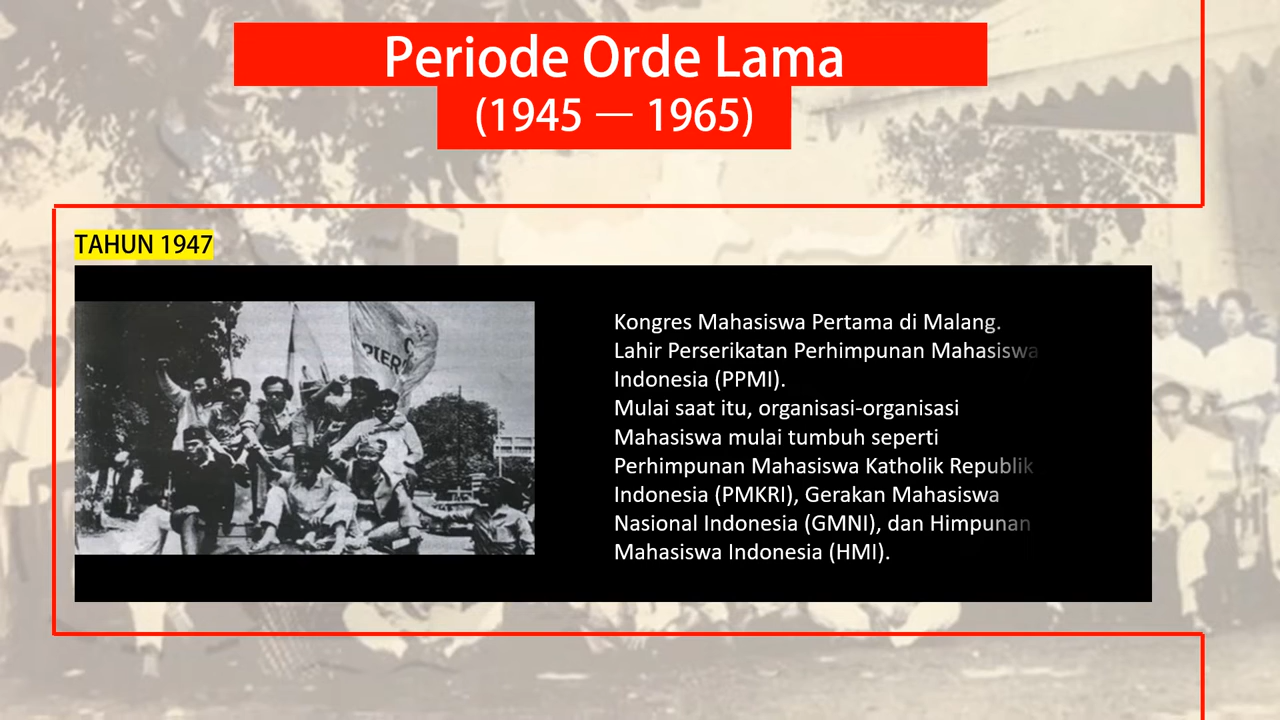 Periode Orde Lama
(1945 — 1965)
TAHUN 1947
Kongres Mahasiswa Pertama di Malang.
Lahir Perserikatan Perhimpunan Mahasiswa
Indonesia (PPMI).
Mulai saat itu, organisasi-organisasi
Mahasiswa mulai tumbuh seperti
Perhimpunan Mahasiswa Katholik Republik
Indonesia (PMKRI), Gerakan Mahasiswa
Nasional Indonesia (GMNI), dan Himpunan
Mahasiswa Indonesia (HMI).